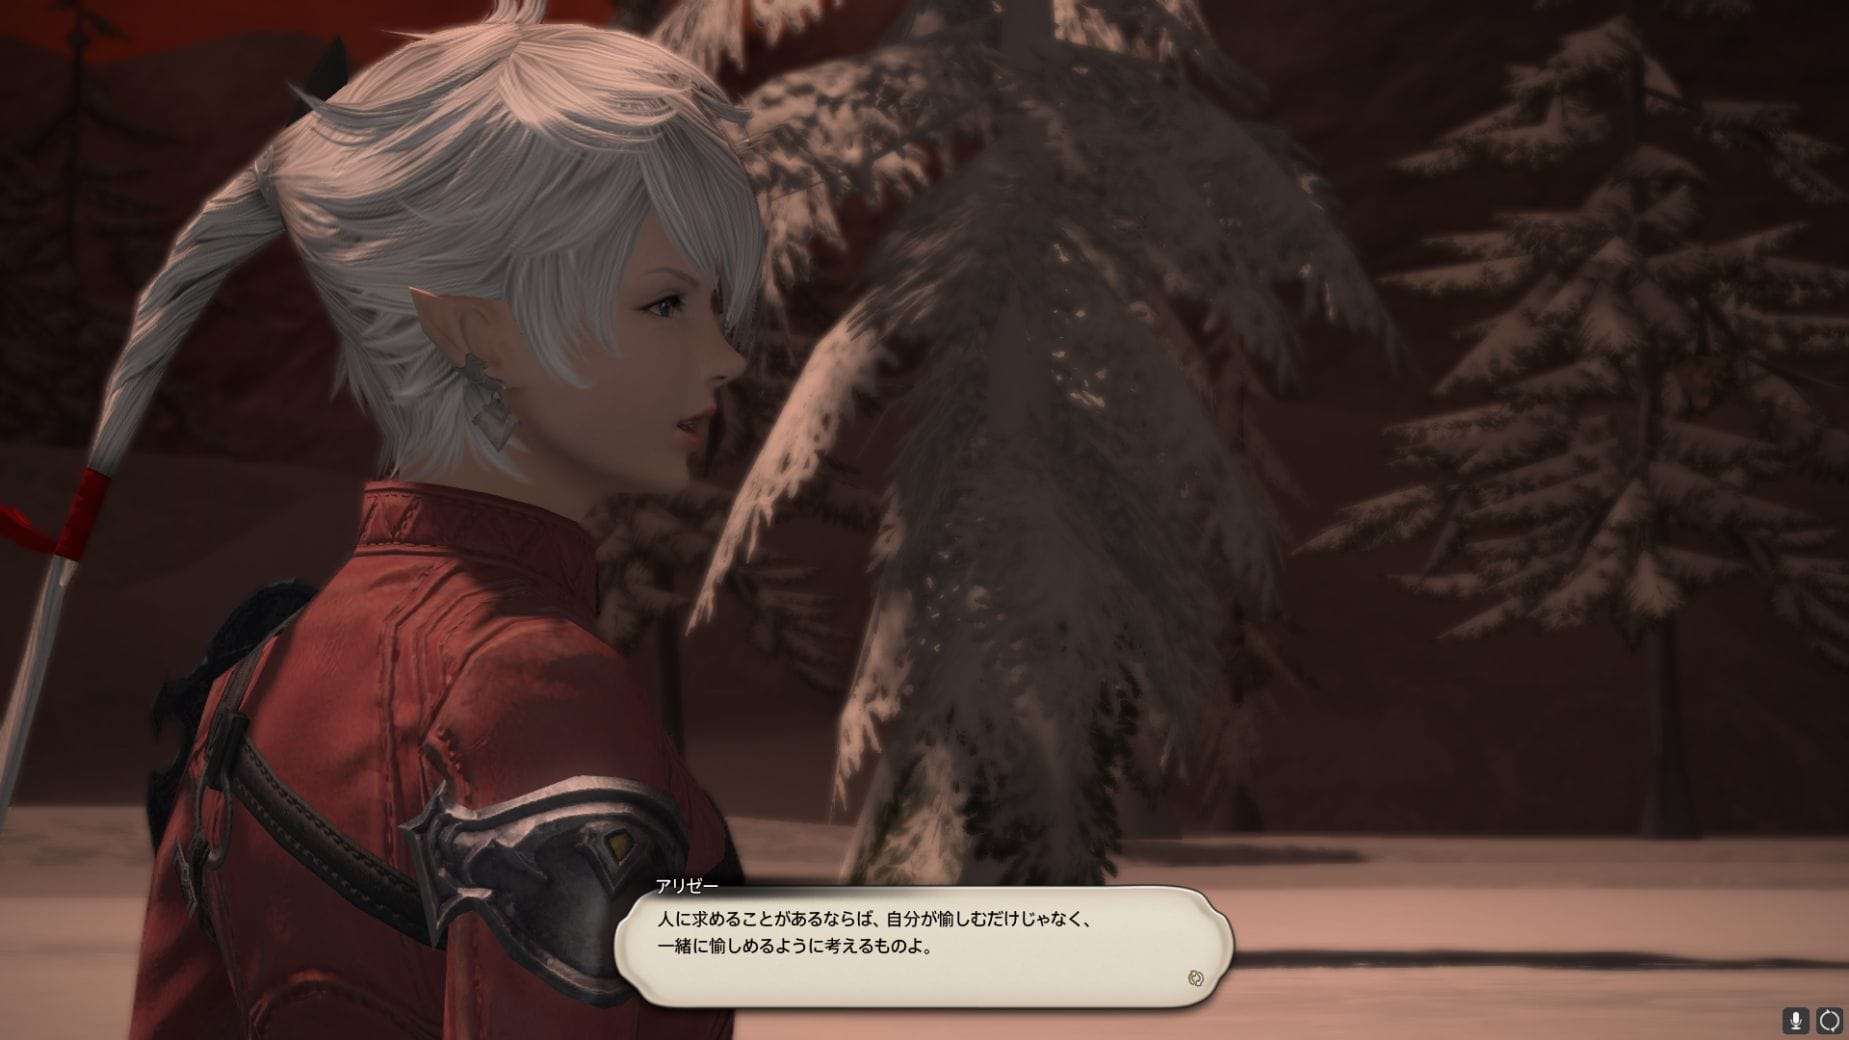 アリゼー
人に求めることがあるならば、自分が愉しむだけじゃなく、
一緒に愉しめるように考えるものよ。